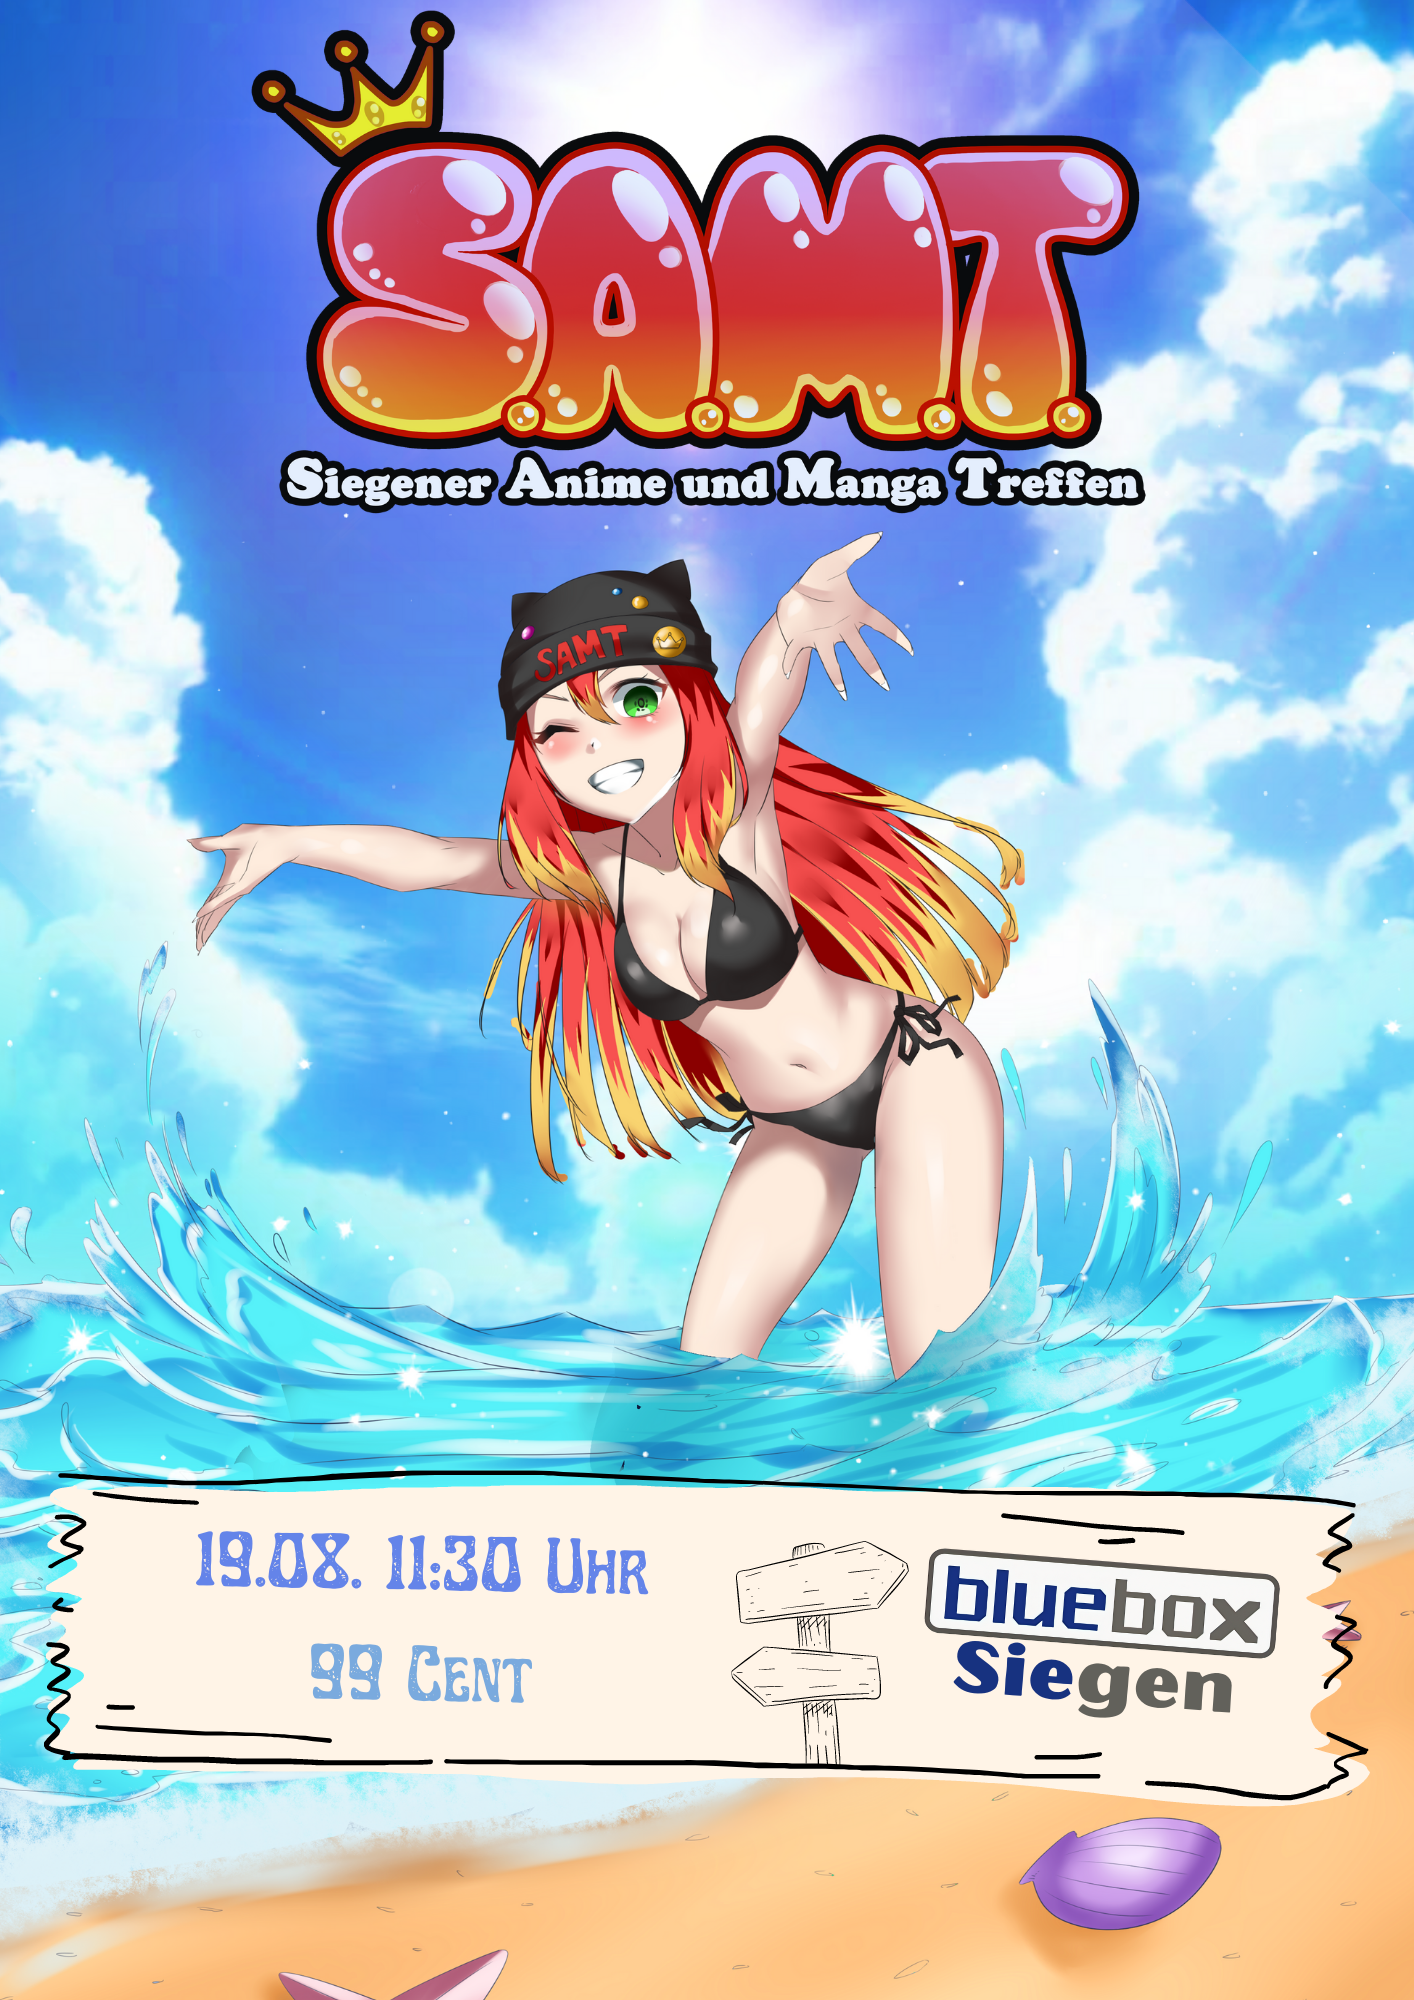 S.A.M.T.
Siegener Anime und Manga Treffen
SAMT
19.08. 11:30 Uhr
99 Cent
bluebox
Siegen